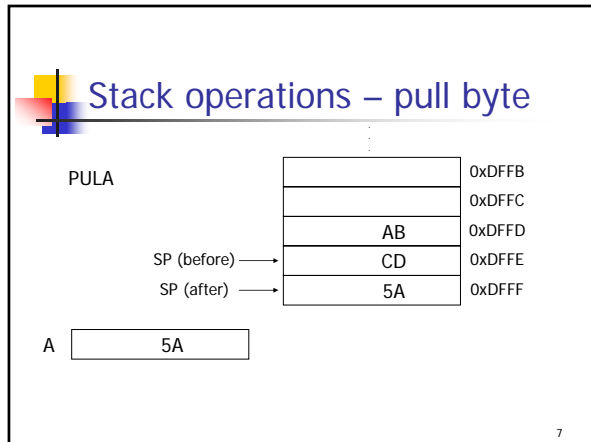 Stack operations – pull byte
PULA
0xDFFB
0xDFFC
AB 0xDFFD
SP (before) CD 0xDFFE
SP (after) 5A 0xDFFF
A 5A
7